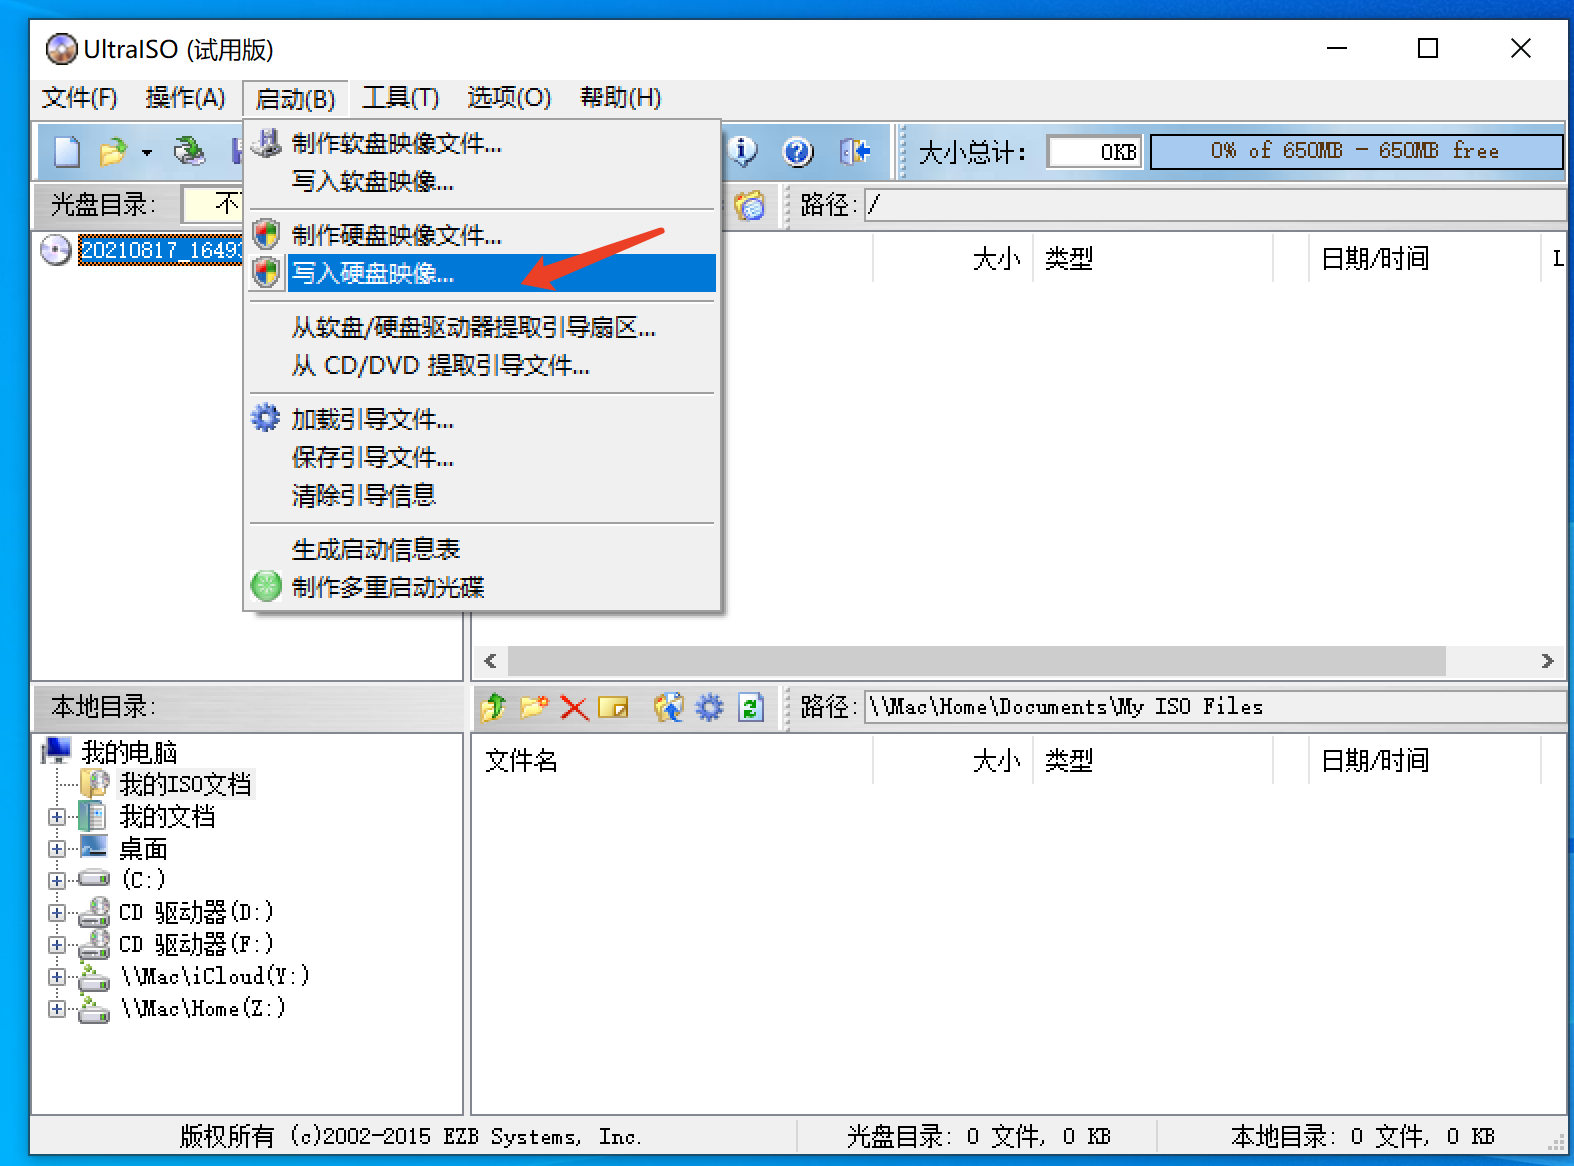 UltraISO (试用版)
文件(F) 操作(A) 启动(B) 工具(T) 选项(O) 帮助(H)
大小总计: 0KB 0% of 650MB - 650MB free
制作软盘映像文件...
写入软盘映像...
制作硬盘映像文件...
写入硬盘映像...
从软盘/硬盘驱动器提取引导扇区...
从 CD/DVD 提取引导文件...
加载引导文件...
保存引导文件...
清除引导信息
生成启动信息表
制作多重启动光碟
光盘目录: 不 路径: /
20210817_1649
大小 类型 日期/时间 L
本地目录: 路径: \\Mac\Home\Documents\My ISO Files
我的电脑
我的ISO文档
我的文档
桌面
(C:)
CD 驱动器(D:)
CD 驱动器(F:)
\\Mac\iCloud(Y:)
\\Mac\Home(Z:)
文件名 大小 类型 日期/时间
版权所有 (c)2002-2015 EZB Systems, Inc. 光盘目录: 0 文件, 0 KB 本地目录: 0 文件, 0 KB